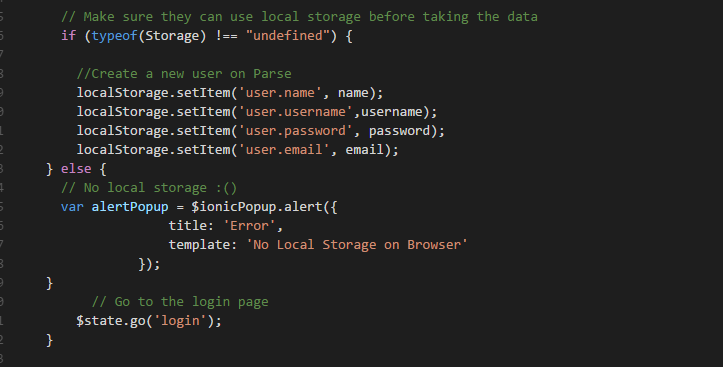 // Make sure they can use local storage before taking the data
if (typeof(Storage) !== "undefined") {
//Create a new user on Parse
localStorage.setItem('user.name', name);
localStorage.setItem('user.username',username);
localStorage.setItem('user.password', password);
localStorage.setItem('user.email', email);
} else {
// No local storage :()
var alertPopup = $ionicPopup.alert({
title: 'Error',
template: 'No Local Storage on Browser'
});
}
// Go to the login page
$state.go('login');
}